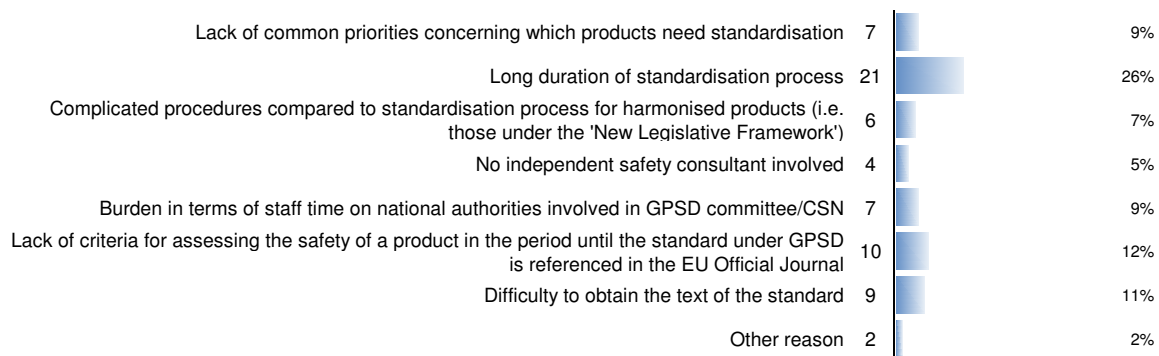 Lack of common priorities concerning which products need standardisation 7 9%
Long duration of standardisation process 21 26%
Complicated procedures compared to standardisation process for harmonised products (i.e.
those under the 'New Legislative Framework') 6 7%
No independent safety consultant involved 4 5%
Burden in terms of staff time on national authorities involved in GPSD committee/CSN 7 9%
Lack of criteria for assessing the safety of a product in the period until the standard under GPSD
is referenced in the EU Official Journal 10 12%
Difficulty to obtain the text of the standard 9 11%
Other reason 2 2%